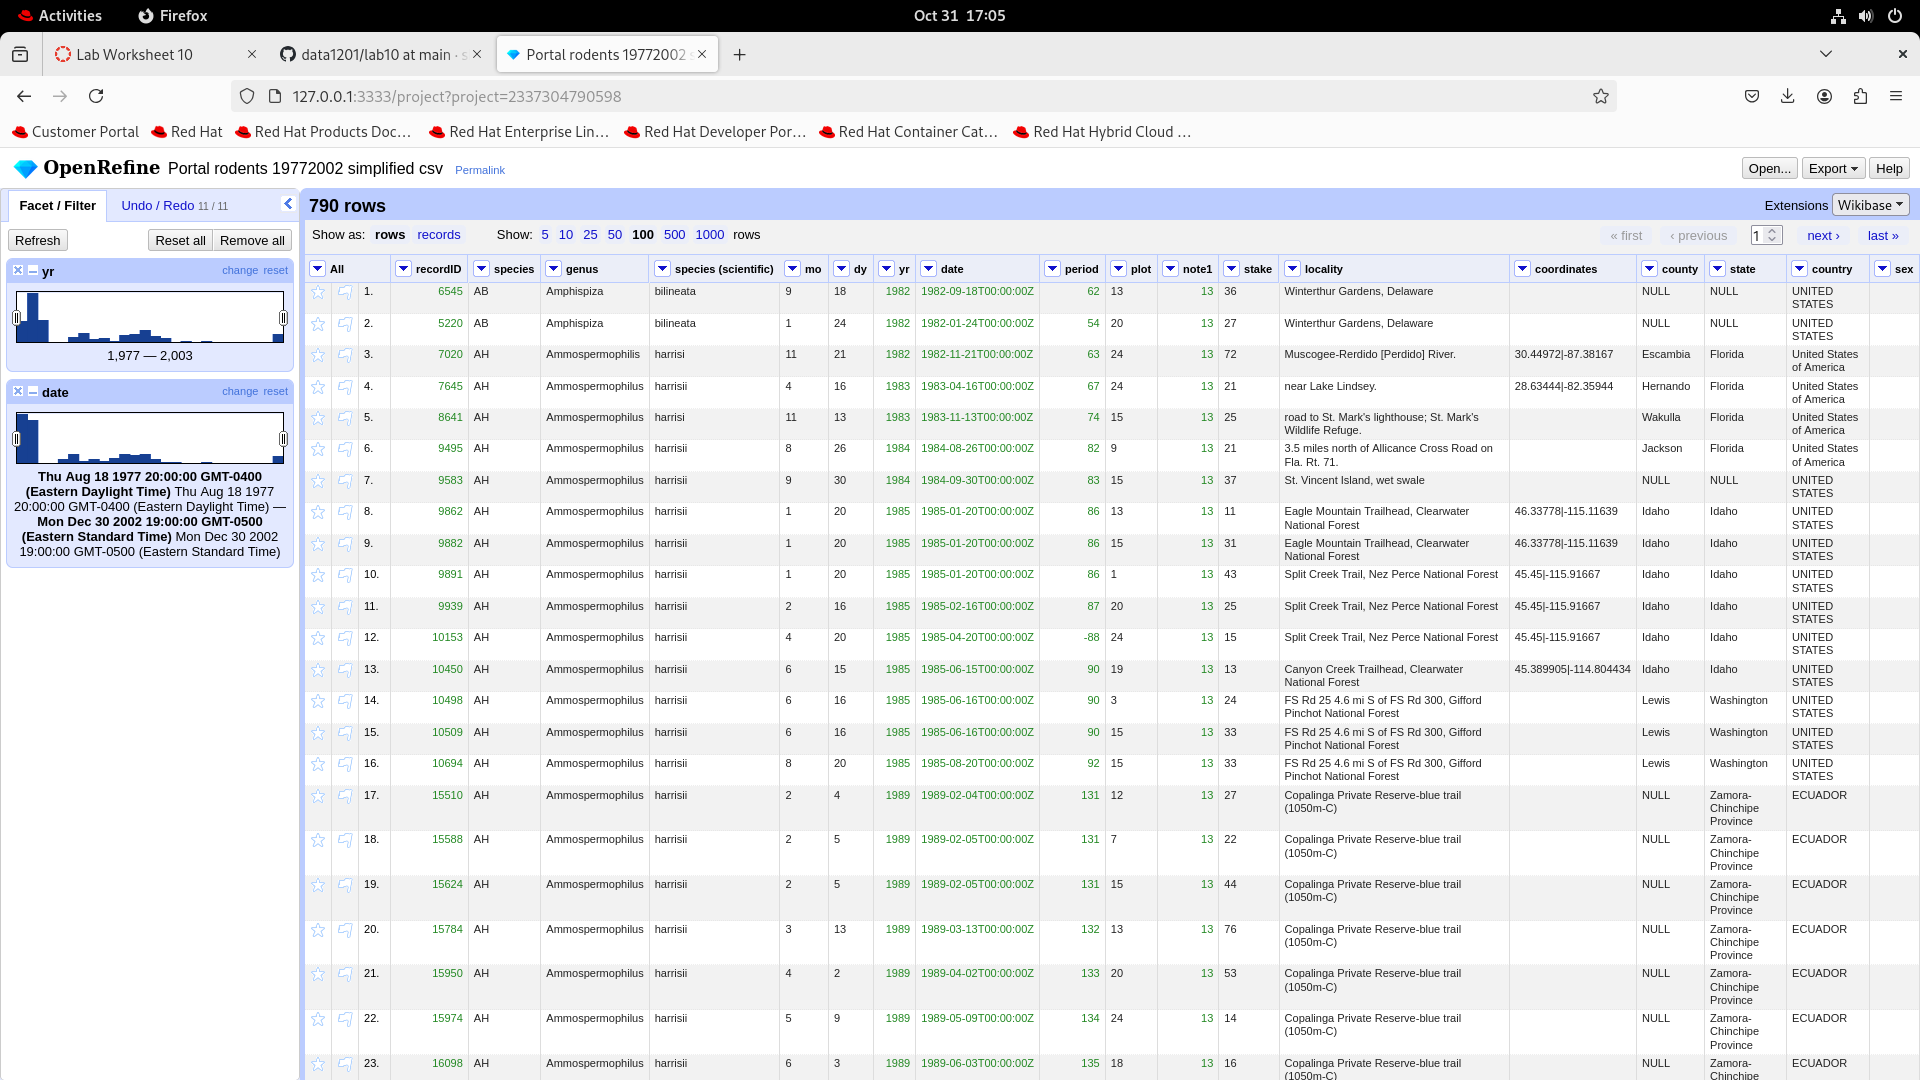 Activities Firefox Oct 31 17:05
Lab Worksheet 10 data1201/lab10 at main · s Portal rodents 19772002 s
127.0.0.1:3333/project?project=2337304790598
Customer Portal Red Hat Red Hat Products Doc… Red Hat Enterprise Lin… Red Hat Developer Por… Red Hat Container Cat… Red Hat Hybrid Cloud …
OpenRefine Portal rodents 19772002 simplified csv Permalink Open... Export Help
Facet / Filter Undo / Redo 11 / 11
Refresh Reset all Remove all
yr change reset
1,977 — 2,003
date change reset
Thu Aug 18 1977 20:00:00 GMT-0400
(Eastern Daylight Time) Thu Aug 18 1977
20:00:00 GMT-0400 (Eastern Daylight Time) —
Mon Dec 30 2002 19:00:00 GMT-0500
(Eastern Standard Time) Mon Dec 30 2002
19:00:00 GMT-0500 (Eastern Standard Time)
790 rows Extensions Wikibase
Show as: rows records Show: 5 10 25 50 100 500 1000 rows « first ‹ previous 1 next › last »
All recordID species genus species (scientific) mo dy yr date period plot note1 stake locality coordinates county state country sex
1. 6545 AB Amphispiza bilineata 9 18 1982 1982-09-18T00:00:00Z 62 13 13 36 Winterthur Gardens, Delaware NULL NULL UNITED
STATES
2. 5220 AB Amphispiza bilineata 1 24 1982 1982-01-24T00:00:00Z 54 20 13 27 Winterthur Gardens, Delaware NULL NULL UNITED
STATES
3. 7020 AH Ammospermophilis harrisi 11 21 1982 1982-11-21T00:00:00Z 63 24 13 72 Muscogee-Rerdido [Perdido] River. 30.44972|-87.38167 Escambia Florida United States
of America
4. 7645 AH Ammospermophilus harrisii 4 16 1983 1983-04-16T00:00:00Z 67 24 13 21 near Lake Lindsey. 28.63444|-82.35944 Hernando Florida United States
of America
5. 8641 AH Ammospermophilus harrisi 11 13 1983 1983-11-13T00:00:00Z 74 15 13 25 road to St. Mark's lighthouse; St. Mark's Wakulla Florida United States
Wildlife Refuge. of America
6. 9495 AH Ammospermophilus harrisii 8 26 1984 1984-08-26T00:00:00Z 82 9 13 21 3.5 miles north of Allicance Cross Road on Jackson Florida United States
Fla. Rt. 71. of America
7. 9583 AH Ammospermophilus harrisii 9 30 1984 1984-09-30T00:00:00Z 83 15 13 37 St. Vincent Island, wet swale NULL NULL UNITED
STATES
8. 9862 AH Ammospermophilus harrisii 1 20 1985 1985-01-20T00:00:00Z 86 13 13 11 Eagle Mountain Trailhead, Clearwater 46.33778|-115.11639 Idaho Idaho UNITED
National Forest STATES
9. 9882 AH Ammospermophilus harrisii 1 20 1985 1985-01-20T00:00:00Z 86 15 13 31 Eagle Mountain Trailhead, Clearwater 46.33778|-115.11639 Idaho Idaho UNITED
National Forest STATES
10. 9891 AH Ammospermophilus harrisii 1 20 1985 1985-01-20T00:00:00Z 86 1 13 43 Split Creek Trail, Nez Perce National Forest 45.45|-115.91667 Idaho Idaho UNITED
STATES
11. 9939 AH Ammospermophilus harrisii 2 16 1985 1985-02-16T00:00:00Z 87 20 13 25 Split Creek Trail, Nez Perce National Forest 45.45|-115.91667 Idaho Idaho UNITED
STATES
12. 10153 AH Ammospermophilus harrisii 4 20 1985 1985-04-20T00:00:00Z -88 24 13 15 Split Creek Trail, Nez Perce National Forest 45.45|-115.91667 Idaho Idaho UNITED
STATES
13. 10450 AH Ammospermophilus harrisii 6 15 1985 1985-06-15T00:00:00Z 90 19 13 13 Canyon Creek Trailhead, Clearwater 45.389905|-114.804434 Idaho Idaho UNITED
National Forest STATES
14. 10498 AH Ammospermophilus harrisii 6 16 1985 1985-06-16T00:00:00Z 90 3 13 24 FS Rd 25 4.6 mi S of FS Rd 300, Gifford Lewis Washington UNITED
Pinchot National Forest STATES
15. 10509 AH Ammospermophilus harrisii 6 16 1985 1985-06-16T00:00:00Z 90 15 13 33 FS Rd 25 4.6 mi S of FS Rd 300, Gifford Lewis Washington UNITED
Pinchot National Forest STATES
16. 10694 AH Ammospermophilus harrisii 8 20 1985 1985-08-20T00:00:00Z 92 15 13 33 FS Rd 25 4.6 mi S of FS Rd 300, Gifford Lewis Washington UNITED
Pinchot National Forest STATES
17. 15510 AH Ammospermophilus harrisii 2 4 1989 1989-02-04T00:00:00Z 131 12 13 27 Copalinga Private Reserve-blue trail NULL Zamora- ECUADOR
(1050m-C) Chinchipe
Province
18. 15588 AH Ammospermophilus harrisii 2 5 1989 1989-02-05T00:00:00Z 131 7 13 22 Copalinga Private Reserve-blue trail NULL Zamora- ECUADOR
(1050m-C) Chinchipe
Province
19. 15624 AH Ammospermophilus harrisii 2 5 1989 1989-02-05T00:00:00Z 131 15 13 44 Copalinga Private Reserve-blue trail NULL Zamora- ECUADOR
(1050m-C) Chinchipe
Province
20. 15784 AH Ammospermophilus harrisii 3 13 1989 1989-03-13T00:00:00Z 132 13 13 76 Copalinga Private Reserve-blue trail NULL Zamora- ECUADOR
(1050m-C) Chinchipe
Province
21. 15950 AH Ammospermophilus harrisii 4 2 1989 1989-04-02T00:00:00Z 133 20 13 53 Copalinga Private Reserve-blue trail NULL Zamora- ECUADOR
(1050m-C) Chinchipe
Province
22. 15974 AH Ammospermophilus harrisii 5 9 1989 1989-05-09T00:00:00Z 134 24 13 14 Copalinga Private Reserve-blue trail NULL Zamora- ECUADOR
(1050m-C) Chinchipe
Province
23. 16098 AH Ammospermophilus harrisii 6 3 1989 1989-06-03T00:00:00Z 135 18 13 16 Copalinga Private Reserve-blue trail NULL Zamora- ECUADOR
(1050m-C) Chinchipe